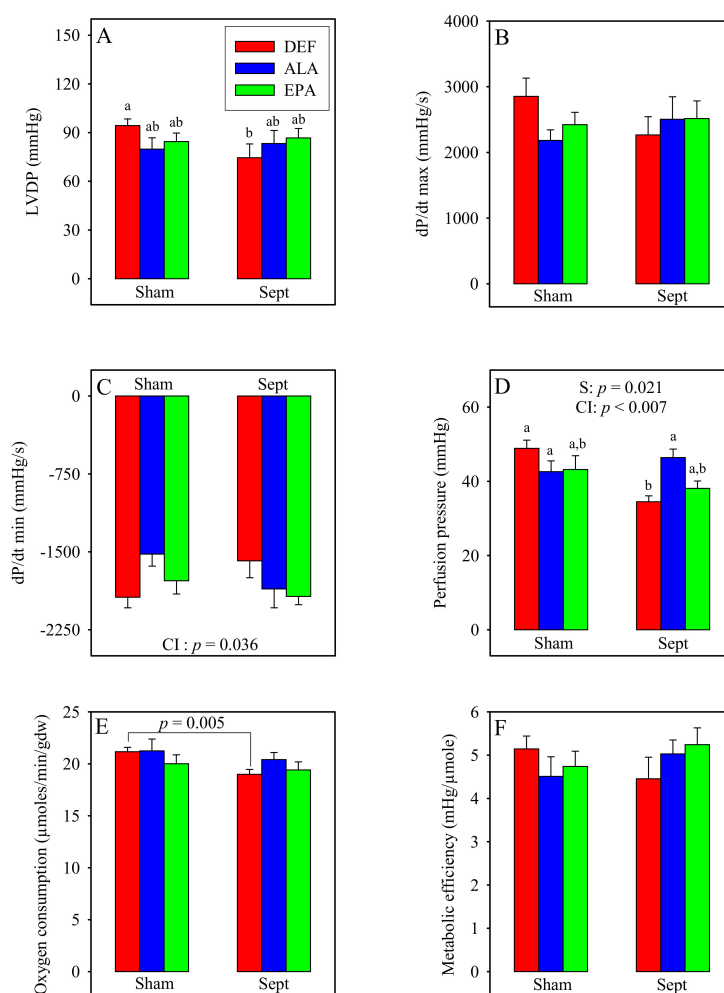 A
DEF
ALA
EPA
LVDP (mmHg)
150
120
90
60
30
0
a
ab
ab
b
ab
ab
Sham
Sept
B
dP/dt max (mmHg/s)
4000
3000
2000
1000
0
Sham
Sept
C
Sham
Sept
dP/dt min (mmHg/s)
0
-750
-1500
-2250
CI : p = 0.036
D
S: p = 0.021
CI: p < 0.007
Perfusion pressure (mmHg)
60
40
20
0
a
a
a,b
b
a
a,b
Sham
Sept
E
p = 0.005
Oxygen consumption (µmoles/min/gdw)
25
20
15
10
5
0
Sham
Sept
F
Metabolic efficiency (mHg/µmole)
6
5
4
3
2
1
0
Sham
Sept